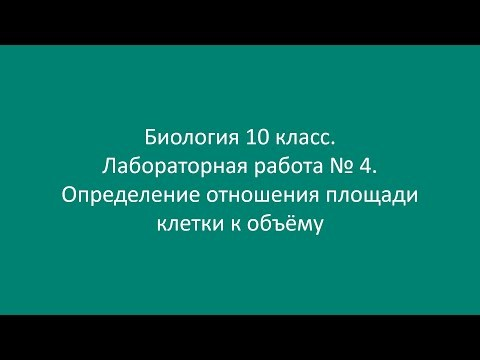 Биология 10 класс.
Лабораторная работа № 4.
Определение отношения площади
клетки к объёму